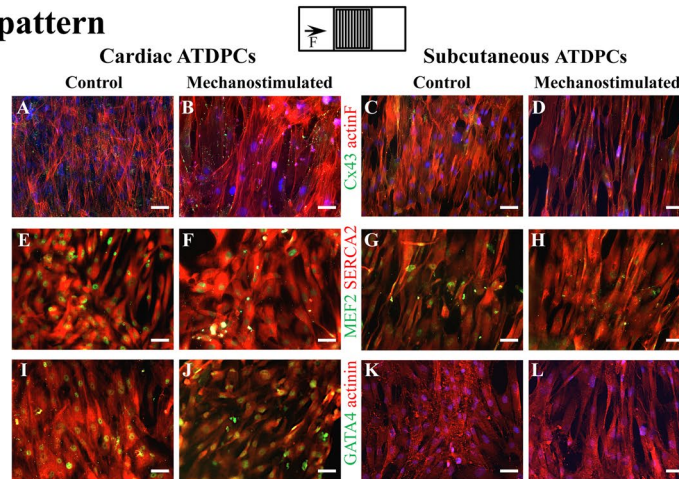 pattern
F
Cardiac ATDPCs
Subcutaneous ATDPCs
Control
Mechanostimulated
Control
Mechanostimulated
A
B
Cx43 actinF
C
D
E
F
MEF2 SERCA2
G
H
I
J
GATA4 actinin
K
L